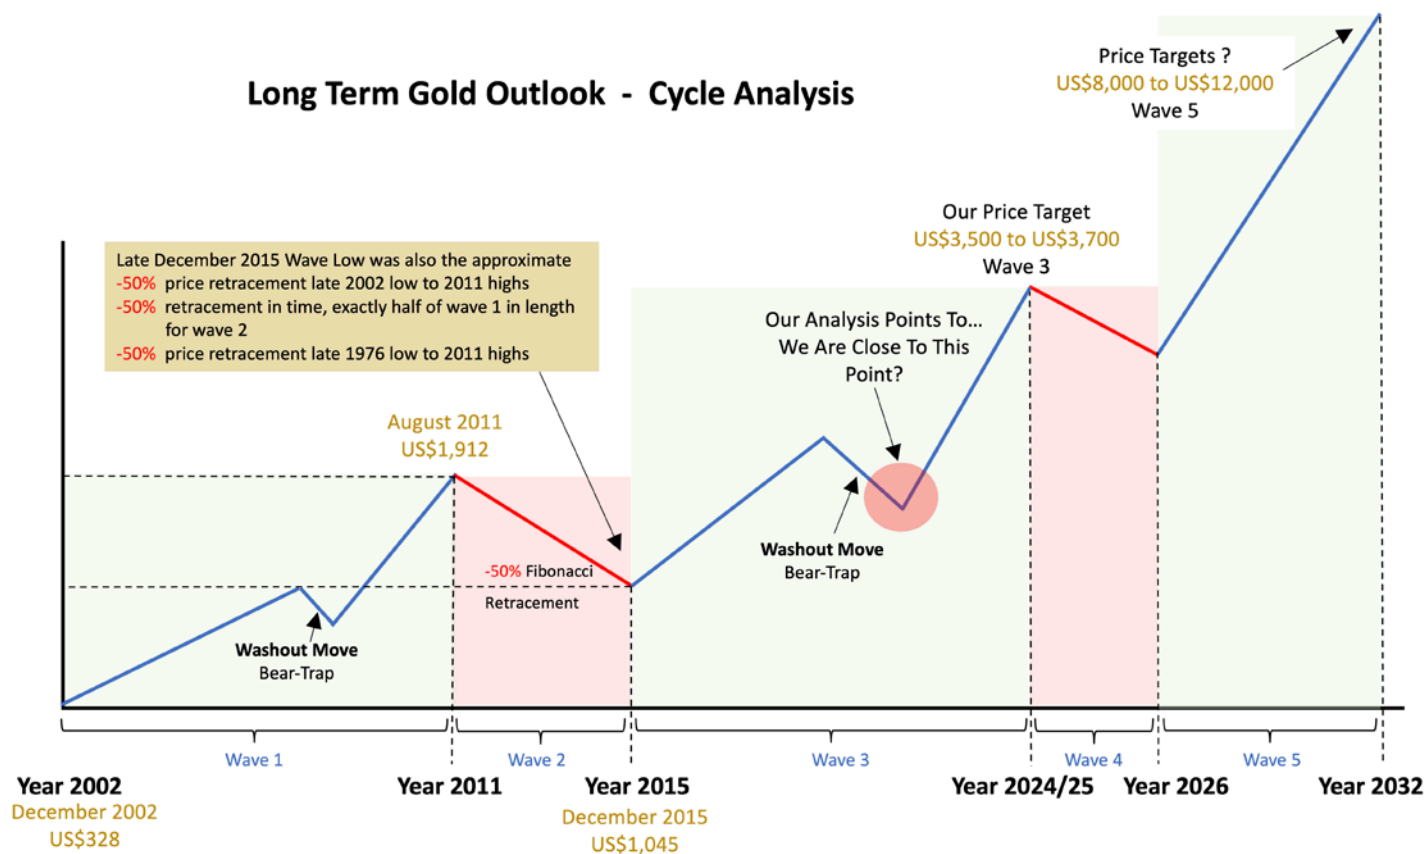 Long Term Gold Outlook - Cycle Analysis
Price Targets ?
US$8,000 to US$12,000
Wave 5
Our Price Target
US$3,500 to US$3,700
Wave 3
Late December 2015 Wave Low was also the approximate
-50% price retracement late 2002 low to 2011 highs
-50% retracement in time, exactly half of wave 1 in length
for wave 2
-50% price retracement late 1976 low to 2011 highs
Our Analysis Points To...
We Are Close To This
Point?
August 2011
US$1,912
Washout Move
Bear-Trap
-50% Fibonacci
Retracement
Washout Move
Bear-Trap
Wave 1
Wave 2
Wave 3
Wave 4
Wave 5
Year 2002
December 2002
US$328
Year 2011
Year 2015
December 2015
US$1,045
Year 2024/25
Year 2026
Year 2032